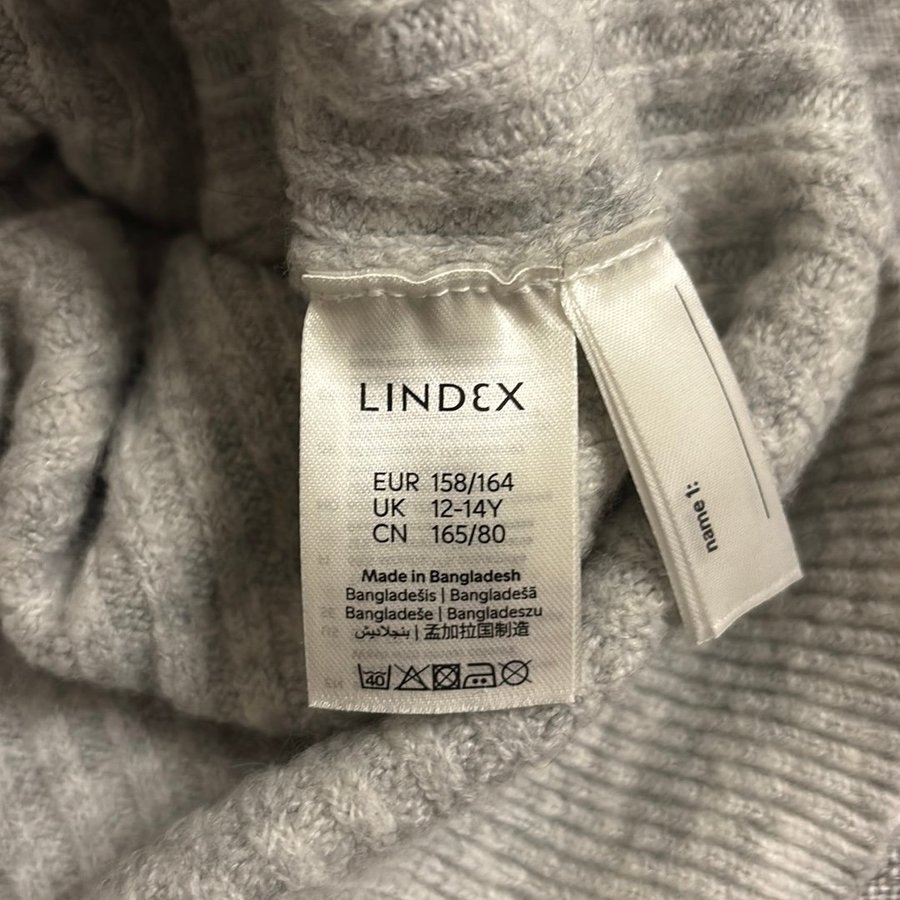 LINDEX
EUR 158/164
UK 12-14Y
CN 165/80
Made in Bangladesh
Bangladešis | Bangladešā
Bangladeše | Bangladeszu
بنجلاديش | 孟加拉国制造
40
name 1: